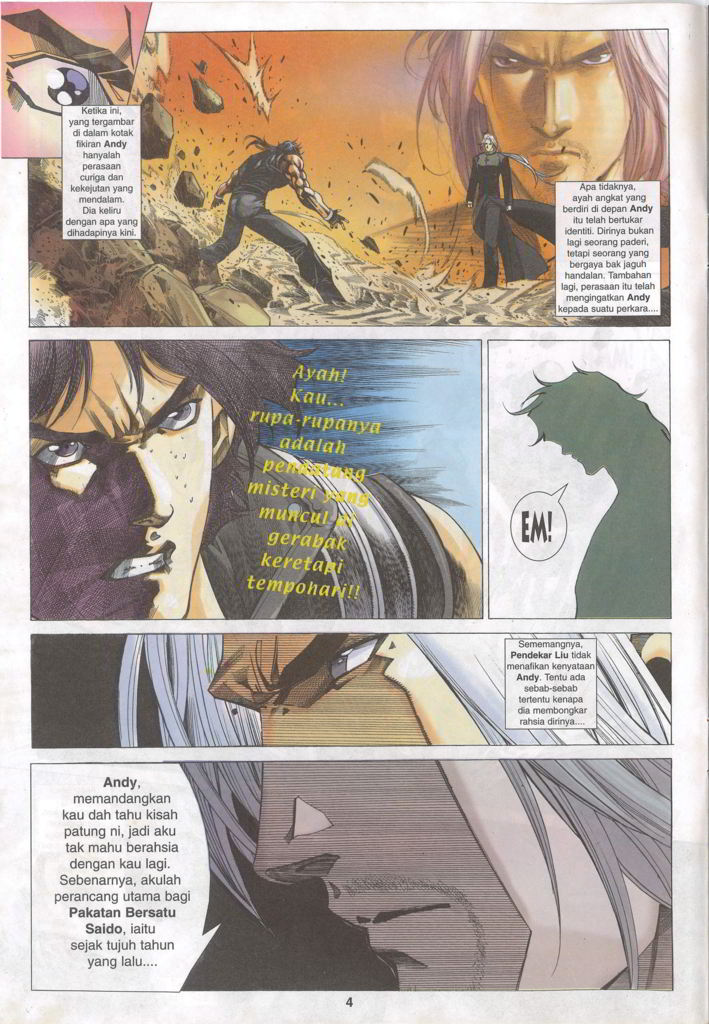 Ketika ini,
yang tergambar
di dalam kotak
fikiran Andy
hanyalah
perasaan
curiga dan
kekejutan yang
mendalam.
Dia keliru
dengan apa yang
dihadapinya kini.
Apa tidaknya,
ayah angkat yang
berdiri di depan Andy
itu telah bertukar
identiti. Dirinya bukan
lagi seorang paderi,
tetapi seorang yang
bergaya bak jaguh
handalan. Tambahan
lagi, perasaan itu telah
mengingatkan Andy
kepada suatu perkara....
Ayah!
Kau...
rupa-rupanya
adalah
pendatung
misteri yang
muncul di
gerabak
keretapi
tempohari!!
EM!
Sememangnya,
Pendekar Liu tidak
menafikan kenyataan
Andy. Tentu ada
sebab-sebab
tertentu kenapa
dia membongkar
rahsia dirinya....
Andy,
memandangkan
kau dah tahu kisah
patung ni, jadi aku
tak mahu berahsia
dengan kau lagi.
Sebenarnya, akulah
perancang utama bagi
Pakatan Bersatu
Saido, iaitu
sejak tujuh tahun
yang lalu....
4